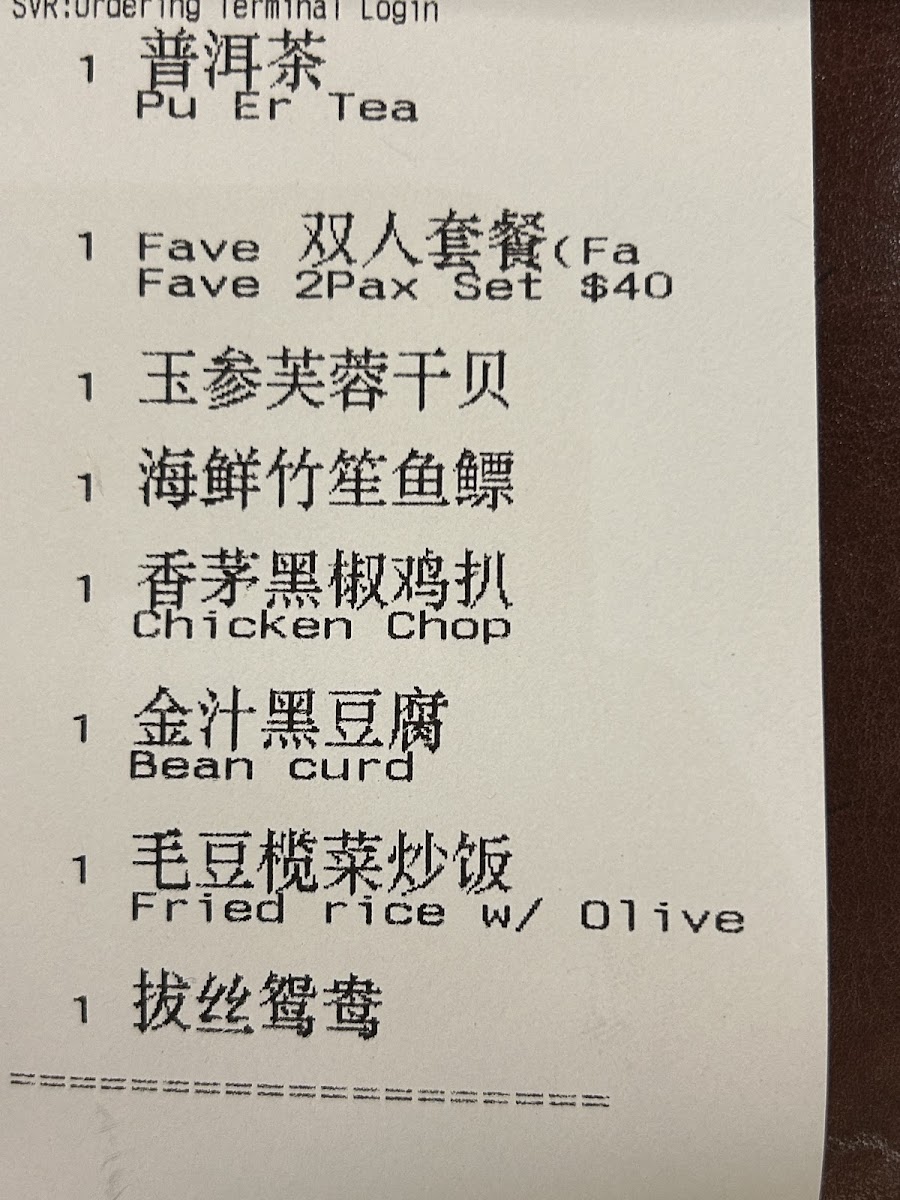 SVR:Ordering Terminal Login
1 普洱茶
Pu Er Tea
1 Fave 双人套餐(Fa
Fave 2Pax Set $40
1 玉参芙蓉干贝
1 海鲜竹笙鱼鳔
1 香茅黑椒鸡扒
Chicken Chop
1 金汁黑豆腐
Bean curd
1 毛豆榄菜炒饭
Fried rice w/ Olive
1 拔丝鸳鸯
============================